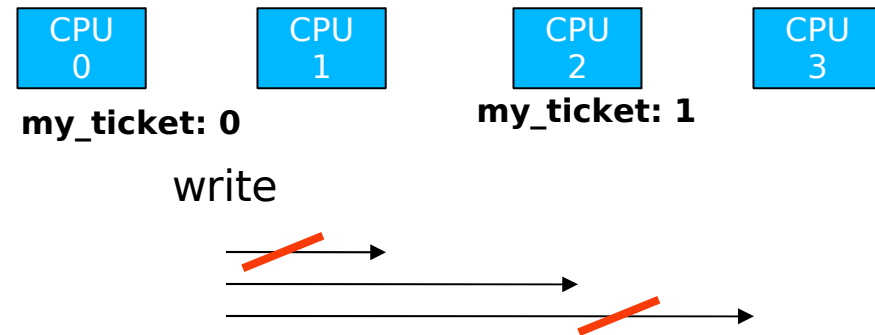 CPU
0
CPU
1
CPU
2
CPU
3
my_ticket: 0
my_ticket: 1
write